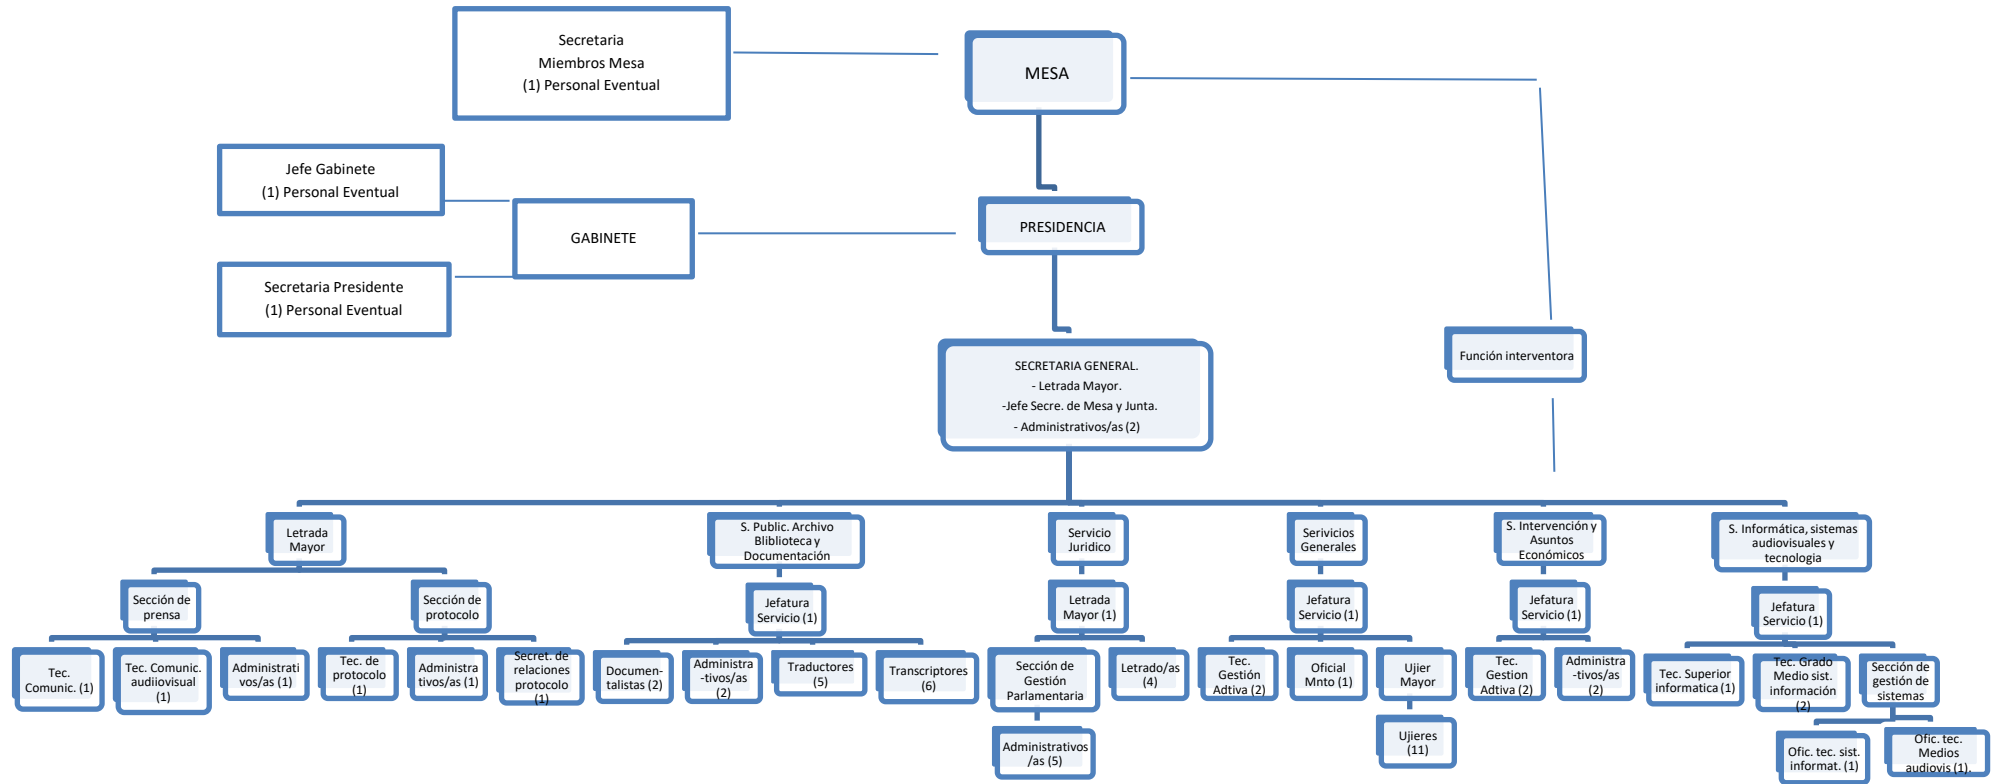 Secretaria
Miembros Mesa
(1) Personal Eventual
MESA
Jefe Gabinete
(1) Personal Eventual
GABINETE
PRESIDENCIA
Secretaria Presidente
(1) Personal Eventual
SECRETARIA GENERAL.
- Letrada Mayor.
-Jefe Secre. de Mesa y Junta.
- Administrativos/as (2)
Función interventora
Letrada
Mayor
S. Public. Archivo
Bliblioteca y
Documentación
Servicio
Juridico
Serivicios
Generales
S. Intervención y
Asuntos
Económicos
S. Informática, sistemas
audiovisuales y
tecnologia
Sección de
prensa
Sección de
protocolo
Jefatura
Servicio (1)
Letrada
Mayor (1)
Jefatura
Servicio (1)
Jefatura
Servicio (1)
Jefatura
Servicio (1)
Tec.
Comunic. (1)
Tec. Comunic.
audiiovisual
(1)
Administrati
vos/as (1)
Tec. de
protocolo
(1)
Administra
tivos/as (1)
Secret. de
relaciones
protocolo
(1)
Documen-
talistas (2)
Administra
-tivos/as
(2)
Traductores
(5)
Transcriptores
(6)
Sección de
Gestión
Parlamentaria
Letrado/as
(4)
Tec.
Gestión
Adtiva (2)
Oficial
Mnto (1)
Ujier
Mayor
Tec.
Gestion
Adtiva (2)
Administra
-tivos/as
(2)
Tec. Superior
informatica (1)
Tec. Grado
Medio sist.
información
(2)
Sección de
gestión de
sistemas
Administrativos
/as (5)
Ujieres
(11)
Ofic. tec. sist.
informat. (1)
Ofic. tec.
Medios
audiovis (1).